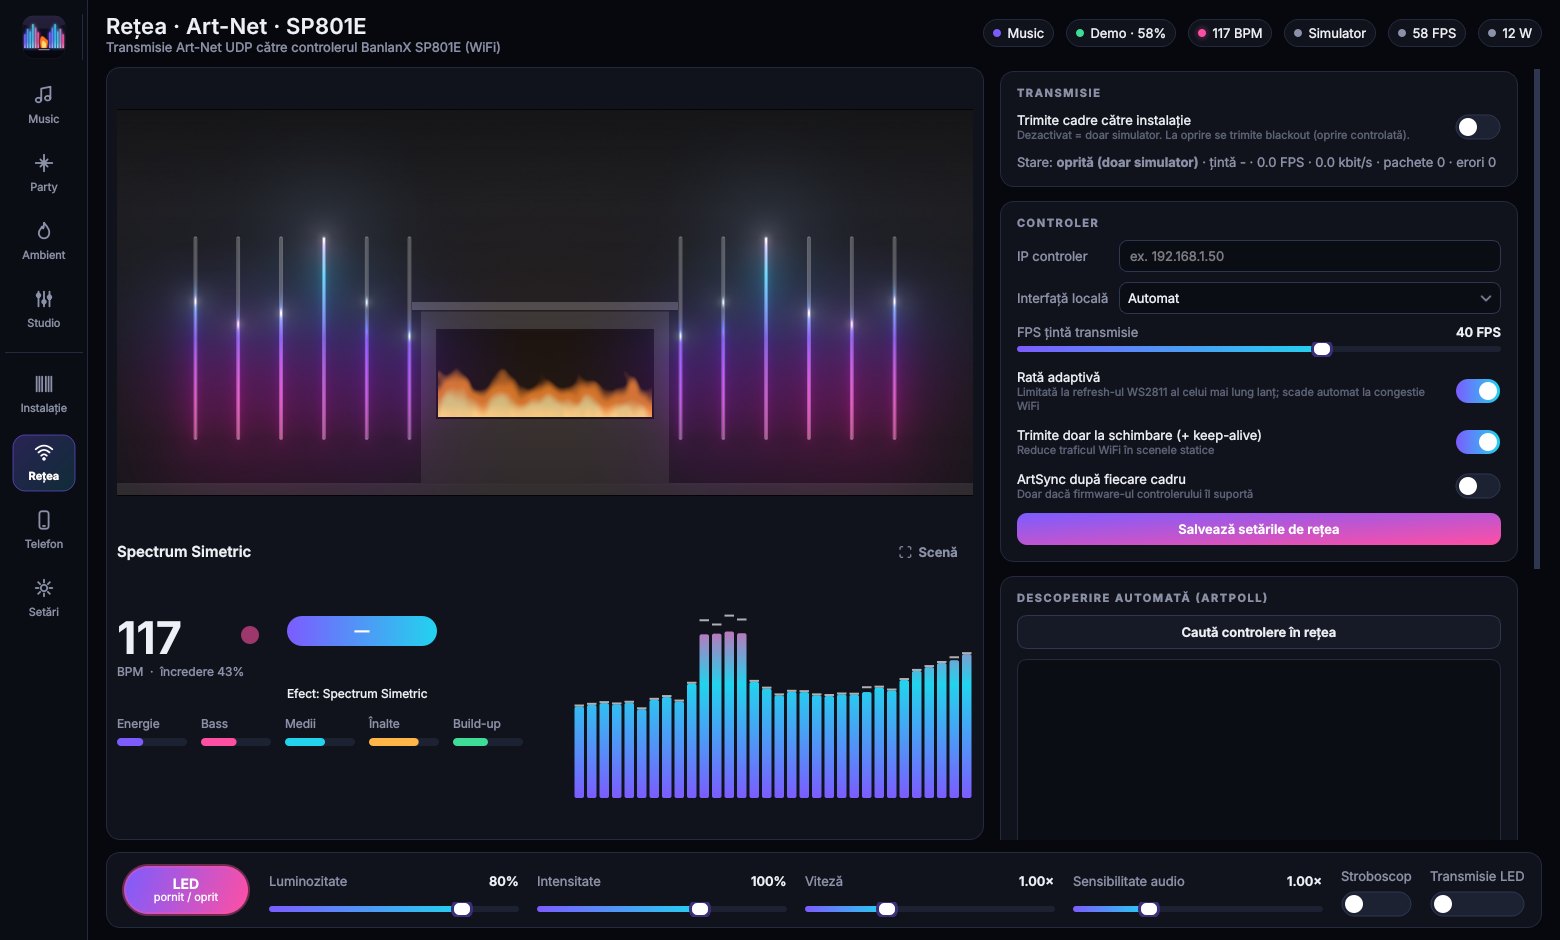 Rețea · Art-Net · SP801E
Transmisie Art-Net UDP către controlerul BanlanX SP801E (WiFi)
Music
Demo · 58%
117 BPM
Simulator
58 FPS
12 W
Music
Party
Ambient
Studio
Instalație
Rețea
Telefon
Setări
Spectrum Simetric
Scenă
117
BPM · încredere 43%
—
Efect: Spectrum Simetric
Energie
Bass
Medii
Înalte
Build-up
TRANSMISIE
Trimite cadre către instalație
Dezactivat = doar simulator. La oprire se trimite blackout (oprire controlată).
Stare: oprită (doar simulator) · țintă - · 0.0 FPS · 0.0 kbit/s · pachete 0 · erori 0
CONTROLER
IP controler
ex. 192.168.1.50
Interfață locală
Automat
FPS țintă transmisie
40 FPS
Rată adaptivă
Limitată la refresh-ul WS2811 al celui mai lung lanț; scade automat la congestie
WiFi
Trimite doar la schimbare (+ keep-alive)
Reduce traficul WiFi în scenele statice
ArtSync după fiecare cadru
Doar dacă firmware-ul controlerului îl suportă
Salvează setările de rețea
DESCOPERIRE AUTOMATĂ (ARTPOLL)
Caută controlere în rețea
LED
pornit / oprit
Luminozitate
80%
Intensitate
100%
Viteză
1.00×
Sensibilitate audio
1.00×
Stroboscop
Transmisie LED